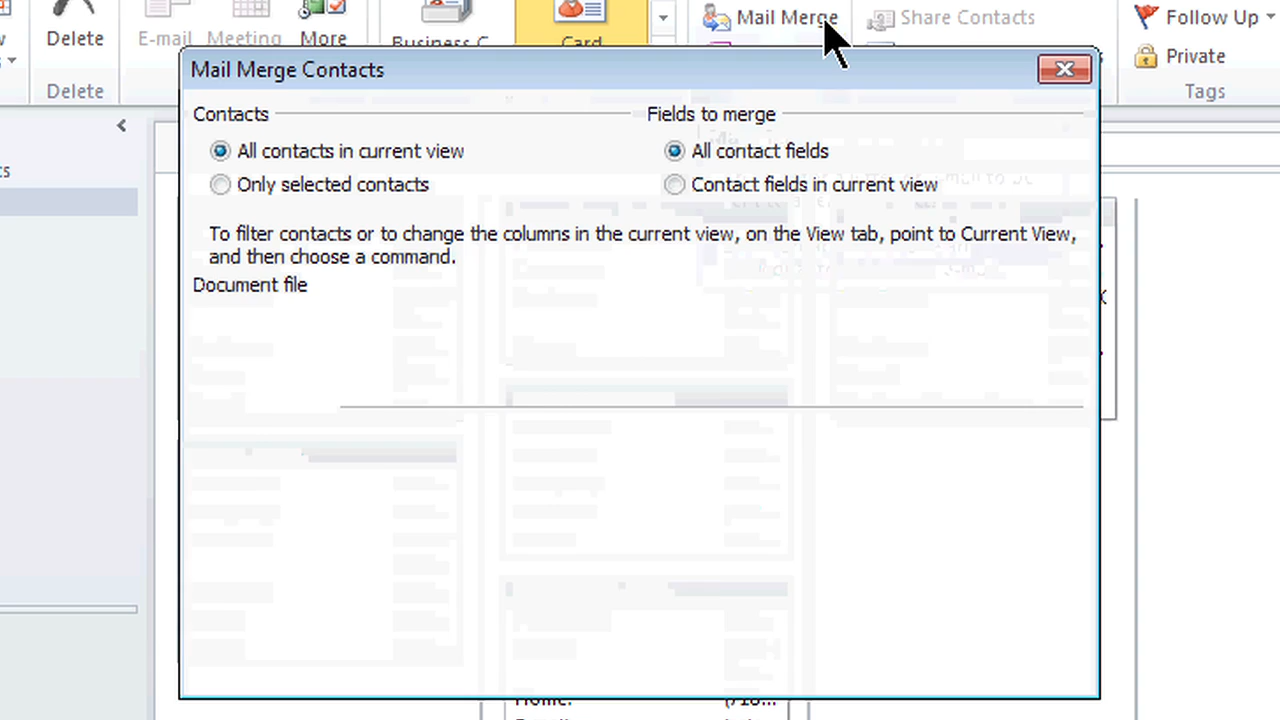 Mail Merge
Share Contacts
Follow Up
Delete
E-mail
Meeting
More
Business C
Card
Private
Delete
Tags
Mail Merge Contacts
Contacts
Fields to merge
All contacts in current view
All contact fields
Only selected contacts
Contact fields in current view
To filter contacts or to change the columns in the current view, on the View tab, point to Current View,
and then choose a command.
Document file
Home: